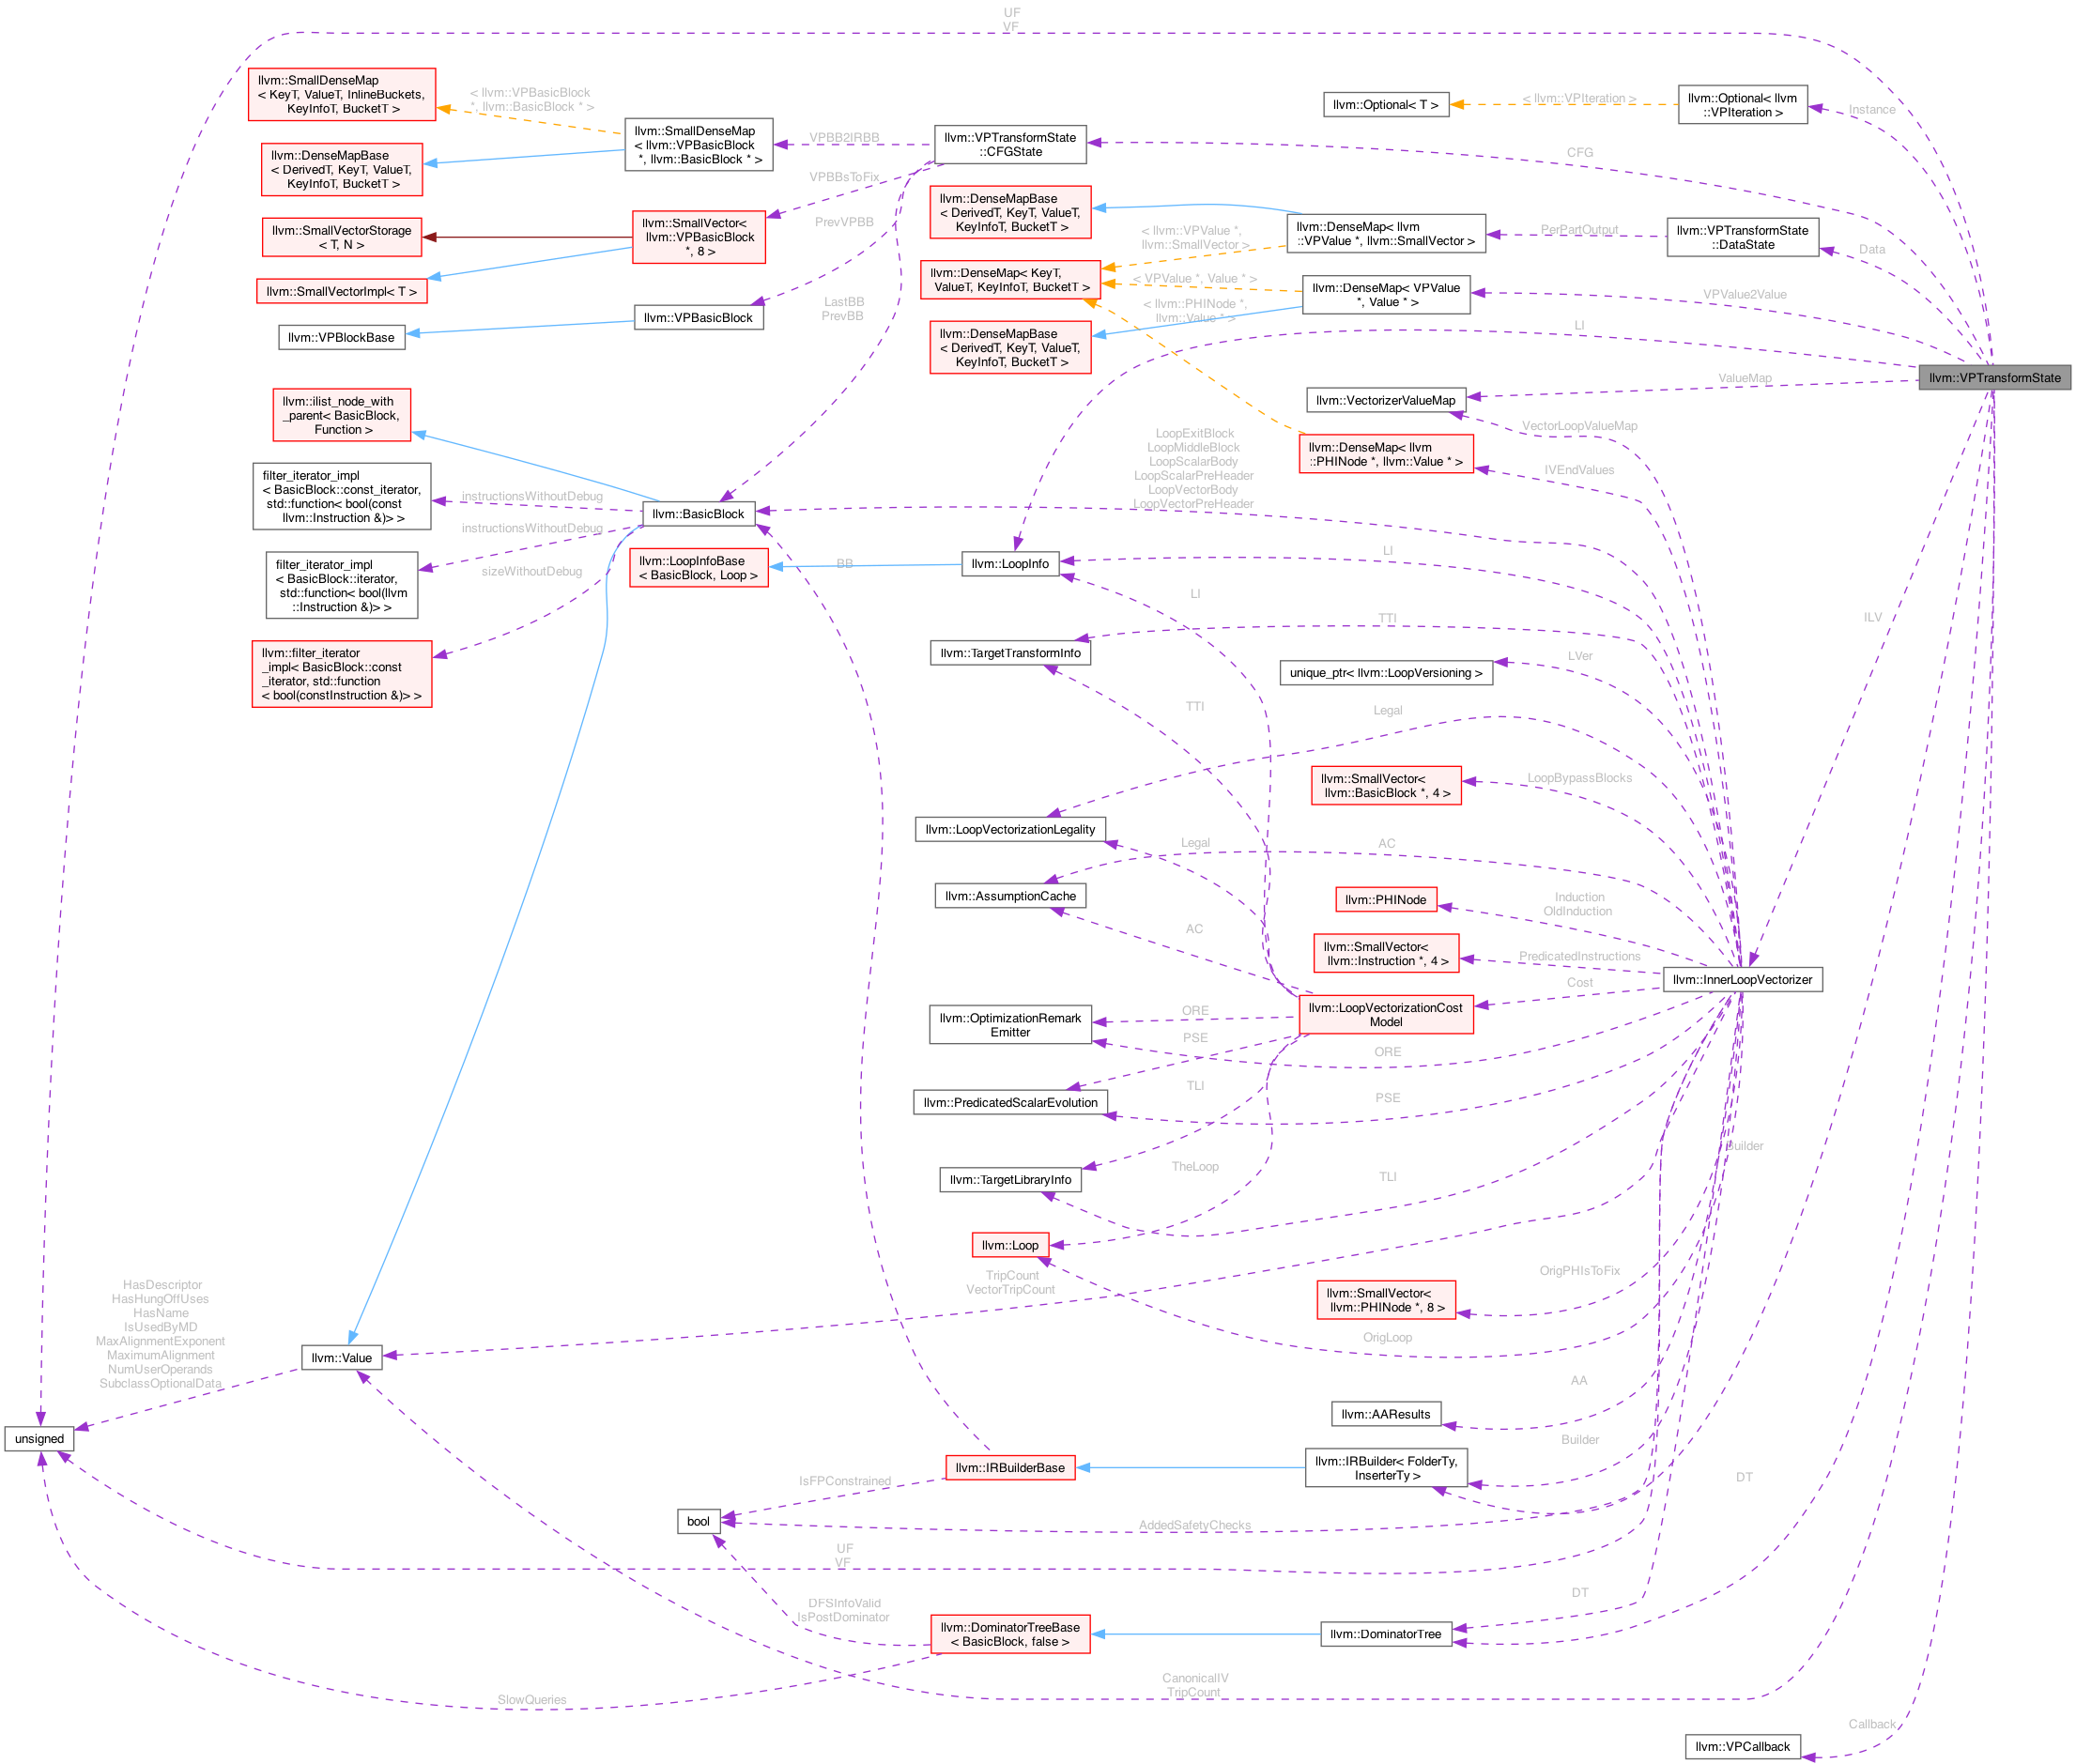 UF
VF
llvm::SmallDenseMap
< KeyT, ValueT, InlineBuckets,
KeyInfoT, BucketT >
< llvm::VPBasicBlock
*, llvm::BasicBlock * >
llvm::Optional< T >
< llvm::VPIteration >
llvm::Optional< llvm
::VPIteration >
Instance
llvm::SmallDenseMap
< llvm::VPBasicBlock
*, llvm::BasicBlock * >
VPBB2IRBB
llvm::VPTransformState
::CFGState
CFG
llvm::DenseMapBase
< DerivedT, KeyT, ValueT,
KeyInfoT, BucketT >
VPBBsToFix
llvm::DenseMapBase
< DerivedT, KeyT, ValueT,
KeyInfoT, BucketT >
llvm::SmallVectorStorage
< T, N >
llvm::SmallVector<
llvm::VPBasicBlock
*, 8 >
PrevVPBB
< llvm::VPValue *,
llvm::SmallVector >
llvm::DenseMap< llvm
::VPValue *, llvm::SmallVector >
PerPartOutput
llvm::VPTransformState
::DataState
Data
llvm::SmallVectorImpl< T >
llvm::DenseMap< KeyT,
ValueT, KeyInfoT, BucketT >
< VPValue *, Value * >
llvm::DenseMap< VPValue
*, Value * >
VPValue2Value
llvm::VPBlockBase
llvm::VPBasicBlock
LastBB
PrevBB
< llvm::PHINode *,
llvm::Value * >
llvm::DenseMapBase
< DerivedT, KeyT, ValueT,
KeyInfoT, BucketT >
LI
llvm::VPTransformState
ValueMap
llvm::VectorizerValueMap
VectorLoopValueMap
llvm::ilist_node_with
_parent< BasicBlock,
Function >
LoopExitBlock
LoopMiddleBlock
LoopScalarBody
LoopScalarPreHeader
LoopVectorBody
LoopVectorPreHeader
llvm::DenseMap< llvm
::PHINode *, llvm::Value * >
IVEndValues
filter_iterator_impl
< BasicBlock::const_iterator,
std::function< bool(const
llvm::Instruction &)> >
instructionsWithoutDebug
llvm::BasicBlock
instructionsWithoutDebug
filter_iterator_impl
< BasicBlock::iterator,
std::function< bool(llvm
::Instruction &)> >
sizeWithoutDebug
llvm::LoopInfoBase
< BasicBlock, Loop >
BB
llvm::LoopInfo
LI
LI
llvm::filter_iterator
_impl< BasicBlock::const
_iterator, std::function
< bool(constInstruction &)> >
llvm::TargetTransformInfo
TTI
ILV
unique_ptr< llvm::LoopVersioning >
LVer
TTI
Legal
llvm::SmallVector<
llvm::BasicBlock *, 4 >
LoopBypassBlocks
llvm::LoopVectorizationLegality
Legal
AC
llvm::AssumptionCache
llvm::PHINode
Induction
OldInduction
AC
llvm::SmallVector<
llvm::Instruction *, 4 >
PredicatedInstructions
llvm::InnerLoopVectorizer
Cost
llvm::LoopVectorizationCost
Model
llvm::OptimizationRemark
Emitter
ORE
PSE
ORE
llvm::PredicatedScalarEvolution
TLI
PSE
Builder
llvm::TargetLibraryInfo
TheLoop
TLI
llvm::Loop
TripCount
VectorTripCount
OrigPHIsToFix
llvm::SmallVector<
llvm::PHINode *, 8 >
OrigLoop
HasDescriptor
HasHungOffUses
HasName
IsUsedByMD
MaxAlignmentExponent
MaximumAlignment
NumUserOperands
SubclassOptionalData
llvm::Value
AA
llvm::AAResults
unsigned
llvm::IRBuilderBase
llvm::IRBuilder< FolderTy,
InserterTy >
Builder
IsFPConstrained
DT
bool
AddedSafetyChecks
UF
VF
DFSInfoValid
IsPostDominator
DT
llvm::DominatorTreeBase
< BasicBlock, false >
llvm::DominatorTree
SlowQueries
CanonicalIV
TripCount
Callback
llvm::VPCallback